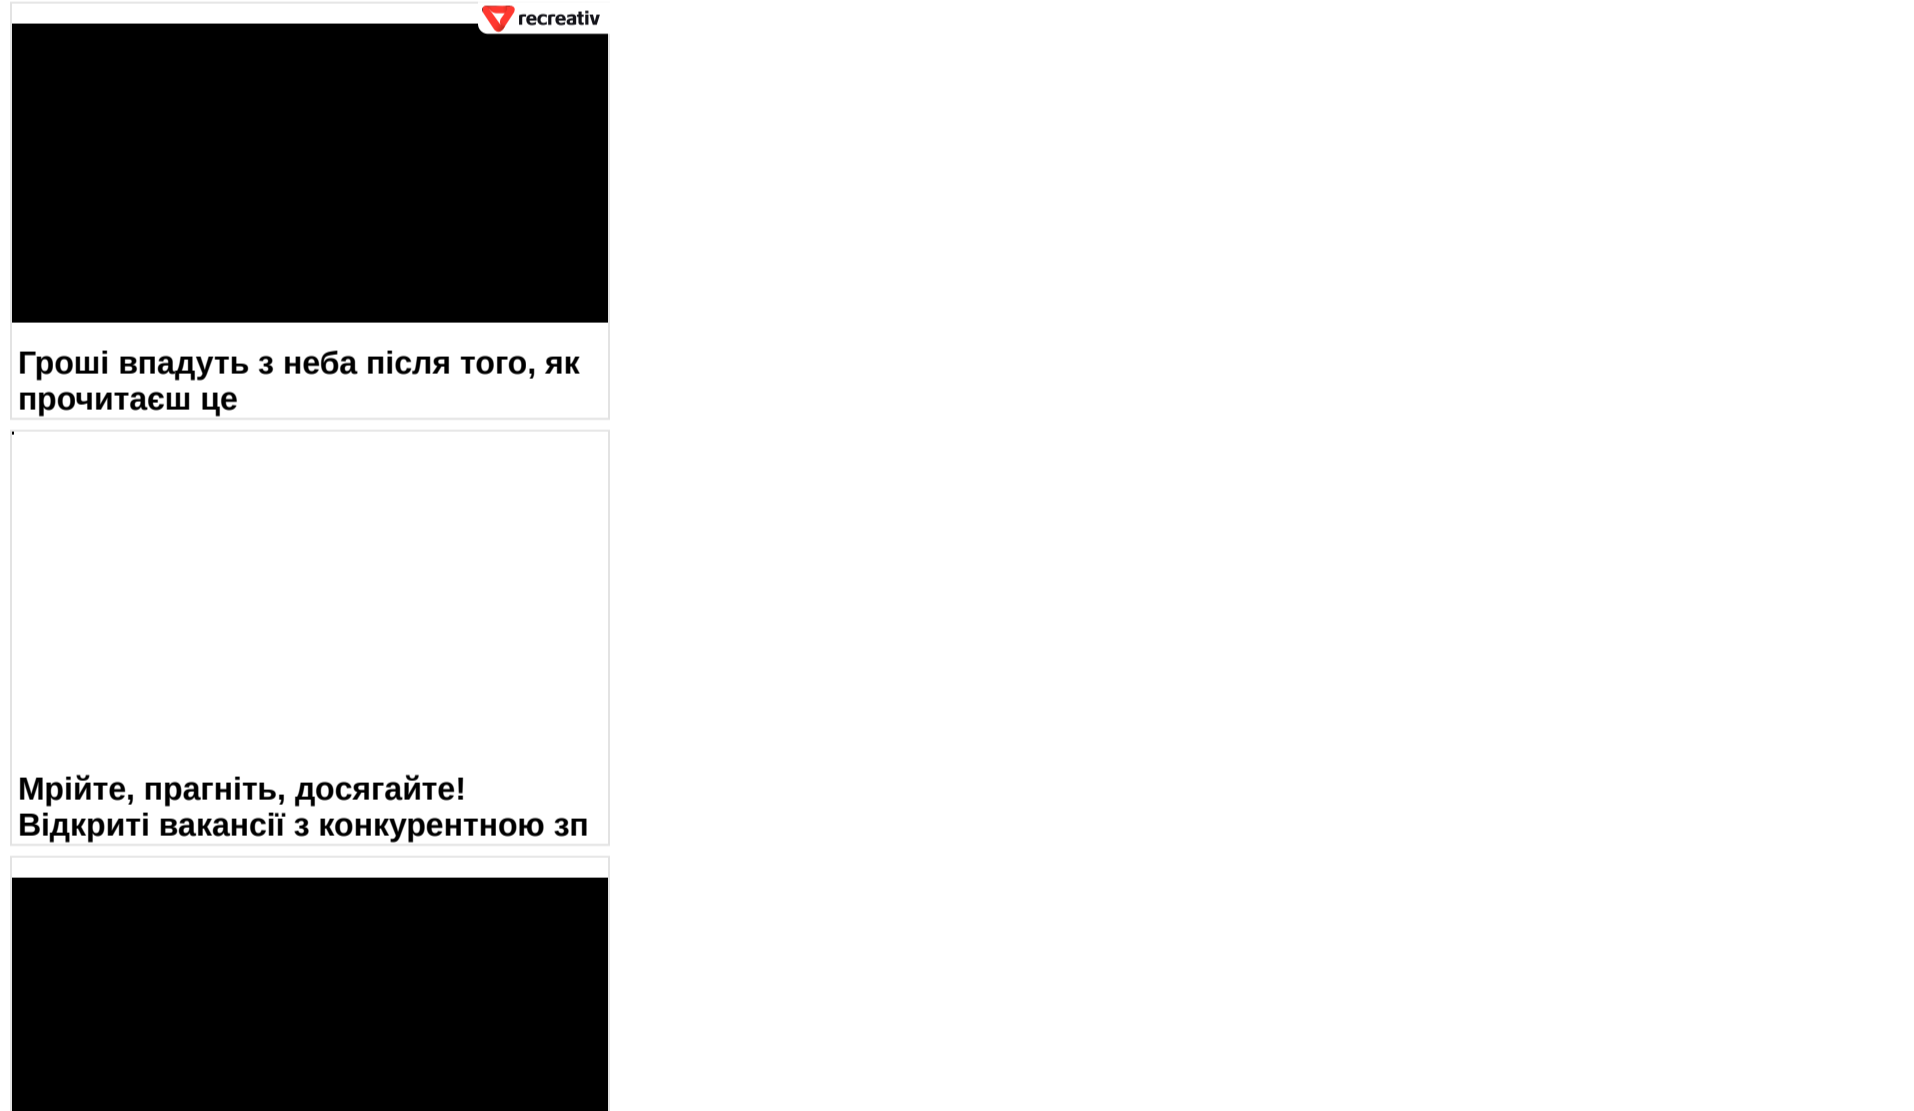 recreativ
Гроші впадуть з неба після того, як
прочитаєш це
Мрійте, прагніть, досягайте!
Відкриті вакансії з конкурентною зп